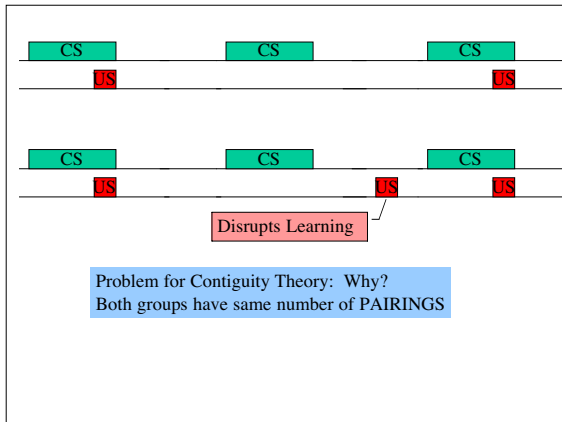 CS CS CS
US US
CS CS CS
US US US
Disrupts Learning
Problem for Contiguity Theory: Why?
Both groups have same number of PAIRINGS